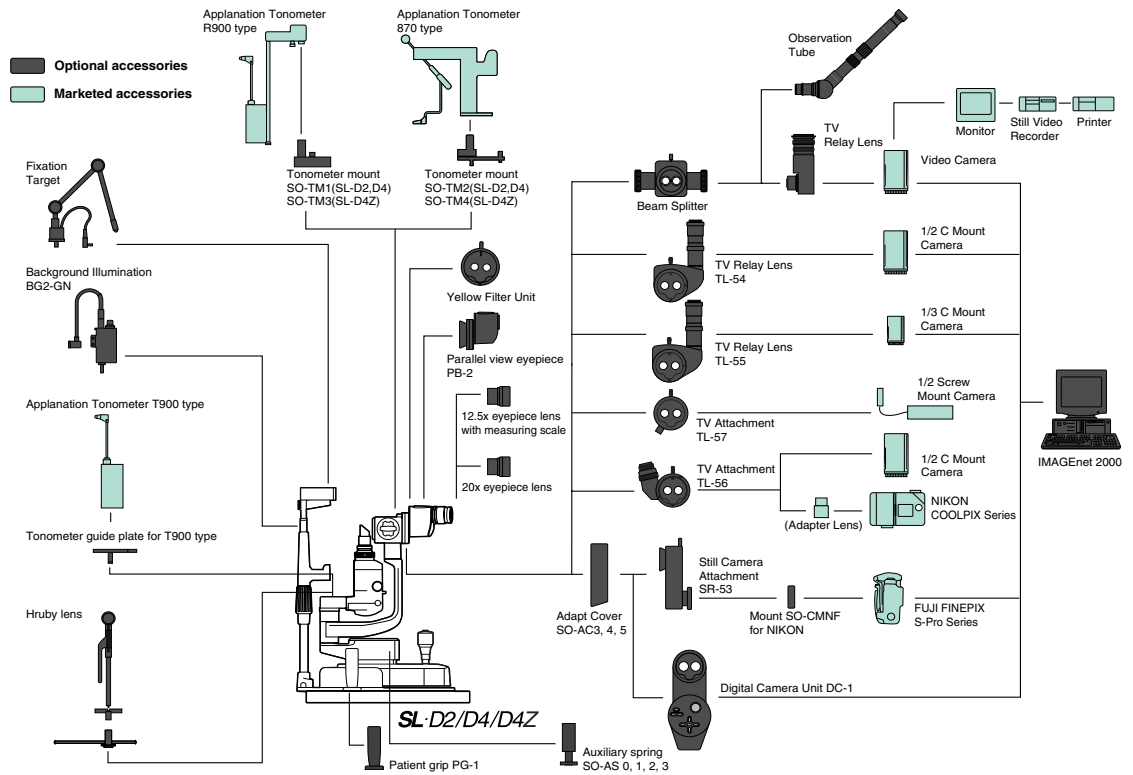 Applanation Tonometer
R900 type
Applanation Tonometer
870 type
Optional accessories
Marketed accessories
Observation
Tube
TV
Relay Lens
Monitor
Still Video
Recorder
Printer
Video Camera
Fixation
Target
Tonometer mount
SO-TM1(SL-D2,D4)
SO-TM3(SL-D4Z)
Tonometer mount
SO-TM2(SL-D2,D4)
SO-TM4(SL-D4Z)
Beam Splitter
1/2 C Mount
Camera
Background Illumination
BG2-GN
Yellow Filter Unit
TV Relay Lens
TL-54
1/3 C Mount
Camera
Parallel view eyepiece
PB-2
TV Relay Lens
TL-55
1/2 Screw
Mount Camera
Applanation Tonometer T900 type
12.5x eyepiece lens
with measuring scale
TV Attachment
TL-57
IMAGEnet 2000
20x eyepiece lens
TV Attachment
TL-56
1/2 C Mount
Camera
(Adapter Lens)
NIKON
COOLPIX Series
Tonometer guide plate for T900 type
Still Camera
Attachment
SR-53
Hruby lens
Adapt Cover
SO-AC3, 4, 5
Mount SO-CMNF
for NIKON
FUJI FINEPIX
S-Pro Series
Digital Camera Unit DC-1
SL·D2/D4/D4Z
Patient grip PG-1
Auxiliary spring
SO-AS 0, 1, 2, 3